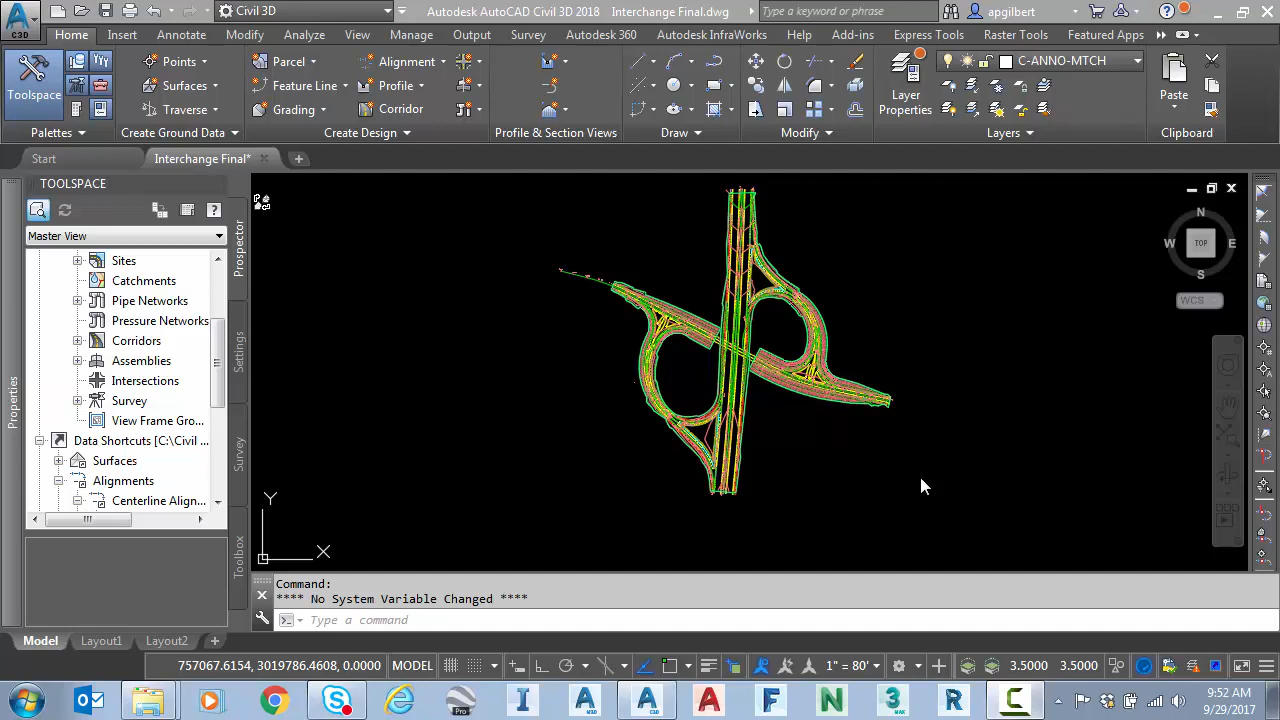 Civil 3D
Autodesk AutoCAD Civil 3D 2018 Interchange Final.dwg
Type a keyword or phrase
apgilbert
C3D
Home Insert Annotate Modify Analyze View Manage Output Survey Autodesk 360 Autodesk InfraWorks Help Add-ins Express Tools Raster Tools Featured Apps
Toolspace
Points
Surfaces
Traverse
Parcel
Feature Line
Grading
Alignment
Profile
Corridor
Layer
Properties
C-ANNO-MTCH
Paste
Palettes Create Ground Data Create Design Profile & Section Views Draw Modify Layers Clipboard
Start Interchange Final*
TOOLSPACE
Master View
Sites
Catchments
Pipe Networks
Pressure Networks
Corridors
Assemblies
Intersections
Survey
View Frame Gro...
Data Shortcuts [C:\Civil ...
Surfaces
Alignments
Centerline Align...
Properties
Prospector
Settings
Survey
Toolbox
N
W TOP E
S
WCS
Y
X
Command:
**** No System Variable Changed ****
Type a command
Model Layout1 Layout2
757067.6154, 3019786.4608, 0.0000 MODEL 1" = 80' 3.5000 3.5000
Pro
9:52 AM
9/29/2017